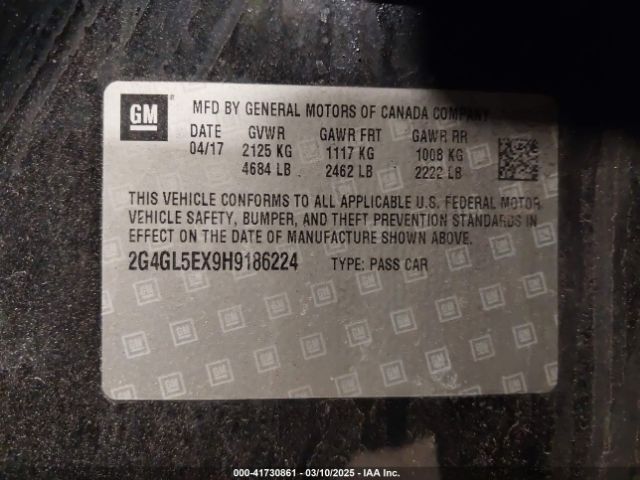 GM ®
MFD BY GENERAL MOTORS OF CANADA COMPANY
DATE GVWR GAWR FRT GAWR RR
04/17 2125 KG 1117 KG 1008 KG
4684 LB 2462 LB 2222 LB
THIS VEHICLE CONFORMS TO ALL APPLICABLE U.S. FEDERAL MOTOR
VEHICLE SAFETY, BUMPER, AND THEFT PREVENTION STANDARDS IN
EFFECT ON THE DATE OF MANUFACTURE SHOWN ABOVE.
2G4GL5EX9H9186224 TYPE: PASS CAR
000-41730861 — 03/10/2025 — IAA Inc.